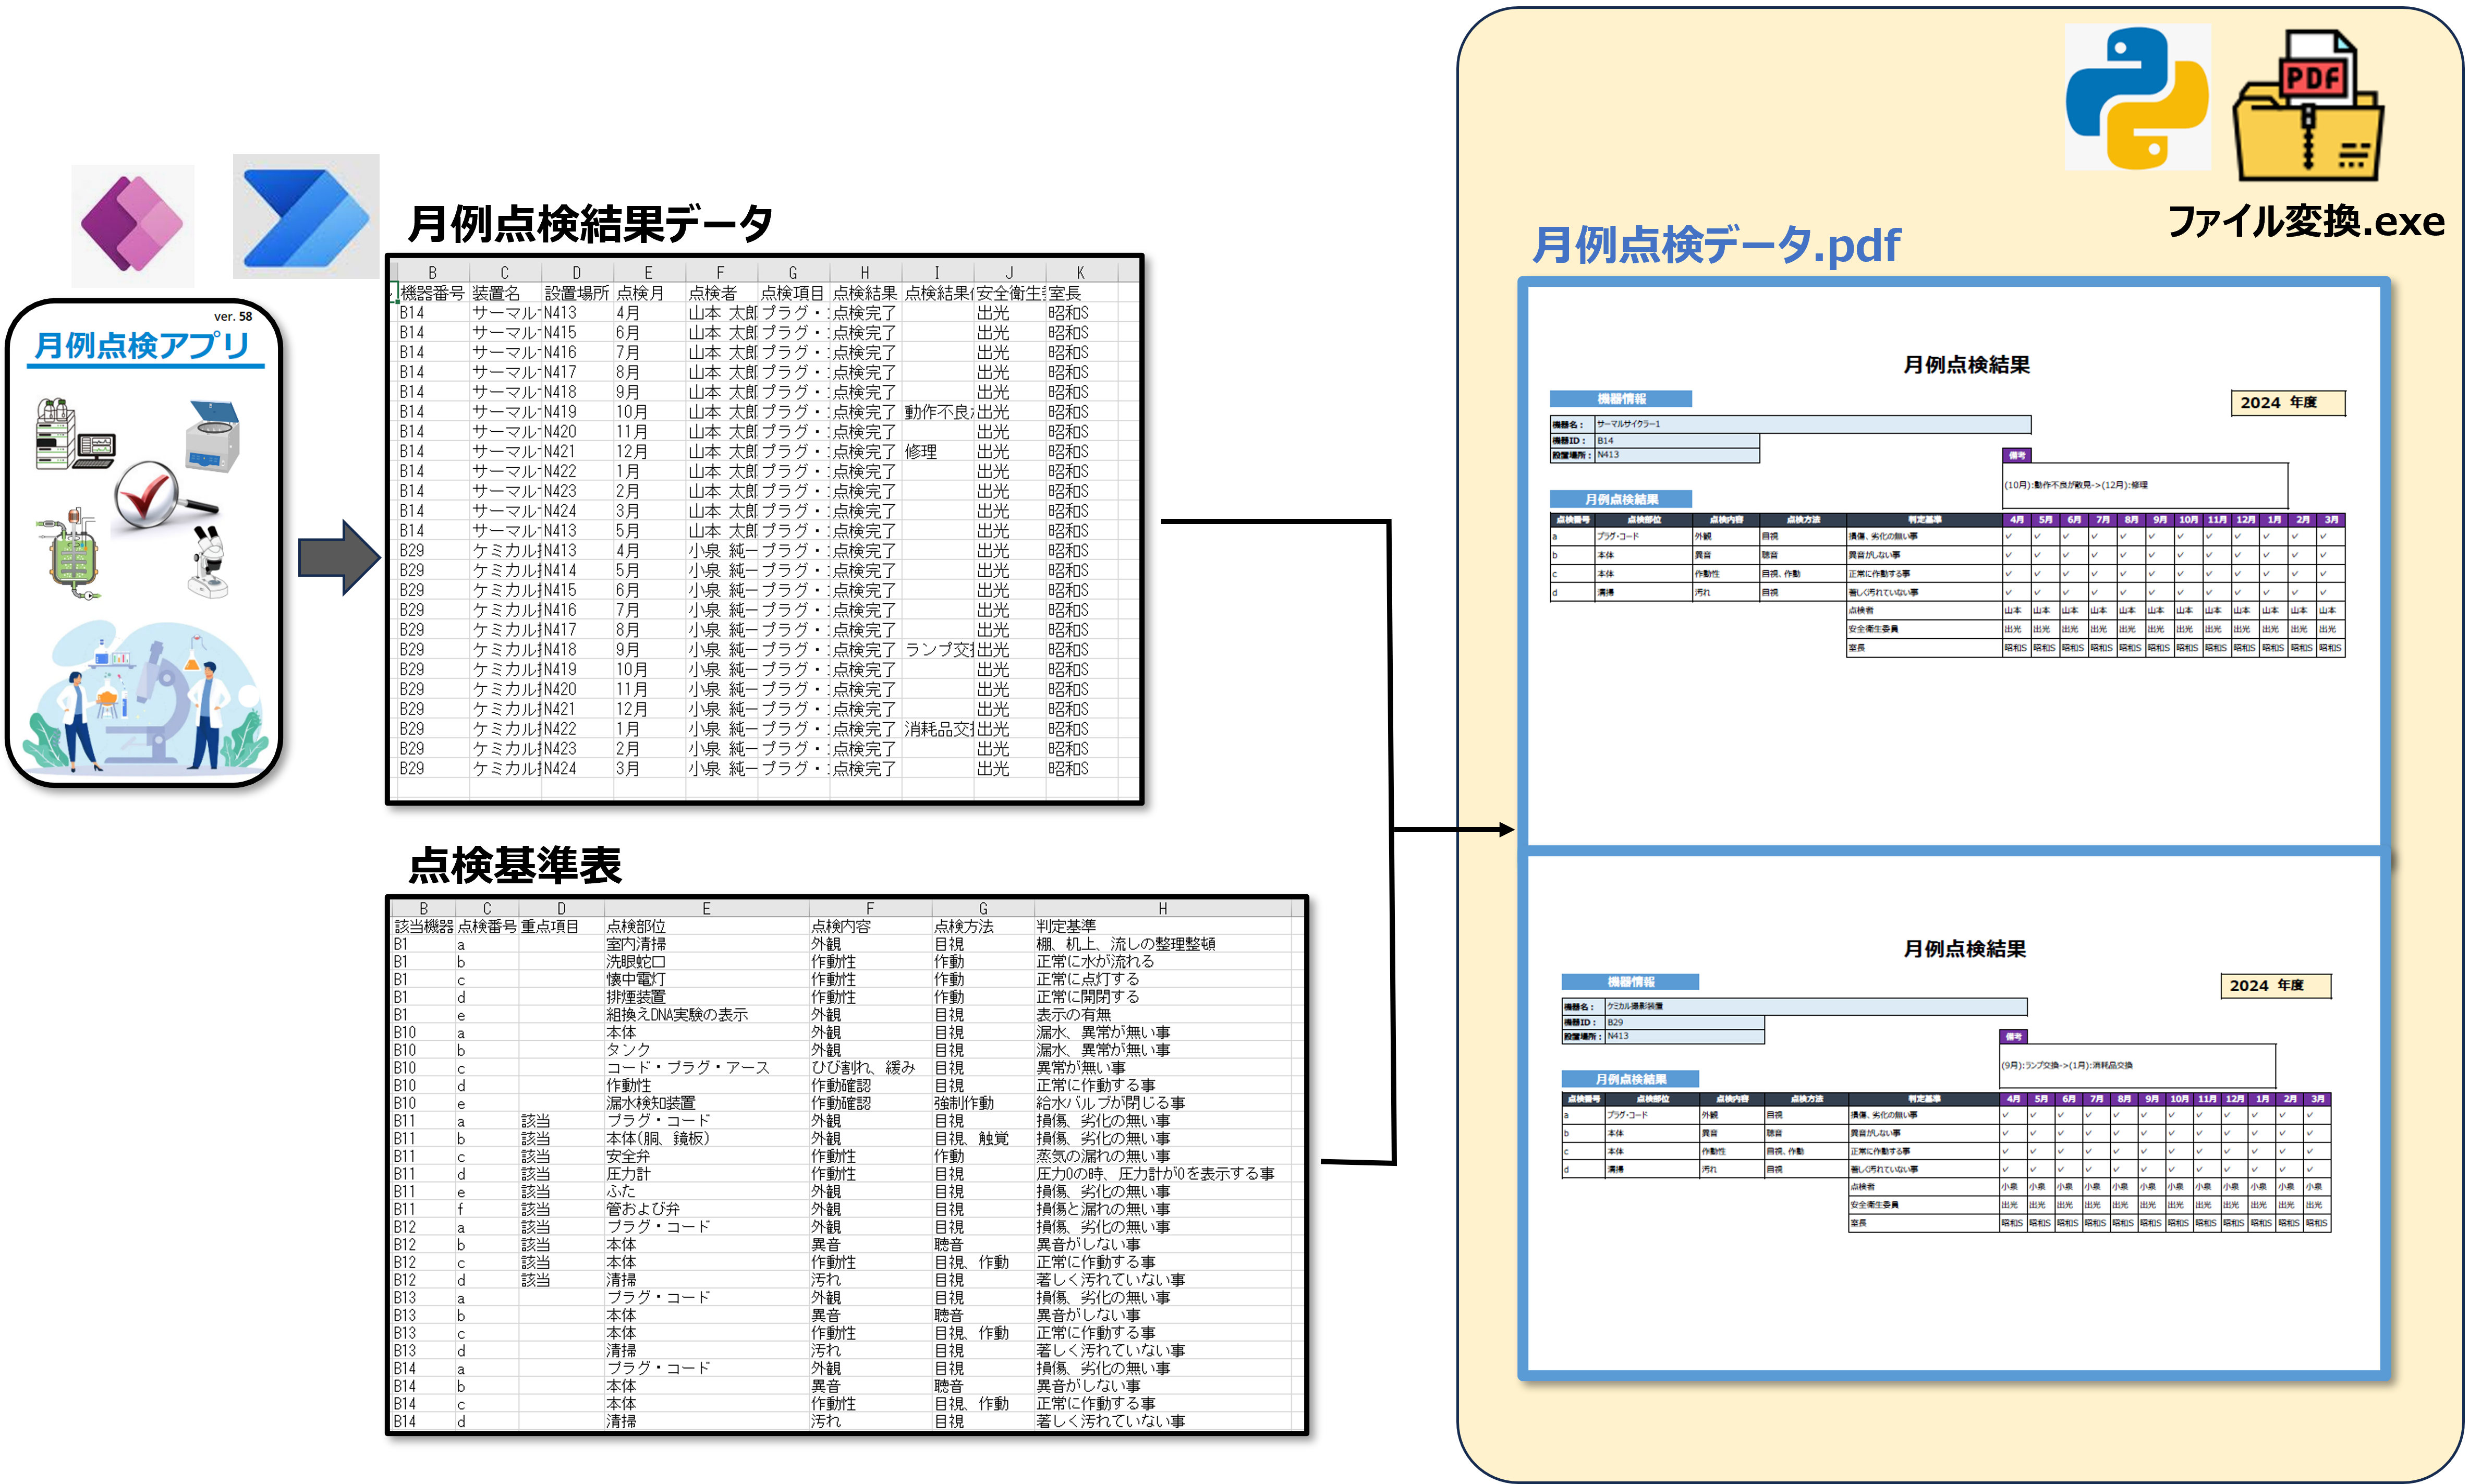 ver. 58
月例点検アプリ
月例点検結果データ
B C D E F G H I J K
機器番号 装置名 設置場所 点検月 点検者 点検項目 点検結果 点検結果 安全衛生 室長
B14 サーマル N413 4月 山本 太郎 プラグ・ 点検完了 出光 昭和S
B14 サーマル N415 6月 山本 太郎 プラグ・ 点検完了 出光 昭和S
B14 サーマル N416 7月 山本 太郎 プラグ・ 点検完了 出光 昭和S
B14 サーマル N417 8月 山本 太郎 プラグ・ 点検完了 出光 昭和S
B14 サーマル N418 9月 山本 太郎 プラグ・ 点検完了 出光 昭和S
B14 サーマル N419 10月 山本 太郎 プラグ・ 点検完了 動作不良 出光 昭和S
B14 サーマル N420 11月 山本 太郎 プラグ・ 点検完了 出光 昭和S
B14 サーマル N421 12月 山本 太郎 プラグ・ 点検完了 修理 出光 昭和S
B14 サーマル N422 1月 山本 太郎 プラグ・ 点検完了 出光 昭和S
B14 サーマル N423 2月 山本 太郎 プラグ・ 点検完了 出光 昭和S
B14 サーマル N424 3月 山本 太郎 プラグ・ 点検完了 出光 昭和S
B14 サーマル N413 5月 山本 太郎 プラグ・ 点検完了 出光 昭和S
B29 ケミカル N413 4月 小泉 純一 プラグ・ 点検完了 出光 昭和S
B29 ケミカル N414 5月 小泉 純一 プラグ・ 点検完了 出光 昭和S
B29 ケミカル N415 6月 小泉 純一 プラグ・ 点検完了 出光 昭和S
B29 ケミカル N416 7月 小泉 純一 プラグ・ 点検完了 出光 昭和S
B29 ケミカル N417 8月 小泉 純一 プラグ・ 点検完了 出光 昭和S
B29 ケミカル N418 9月 小泉 純一 プラグ・ 点検完了 ランプ交 出光 昭和S
B29 ケミカル N419 10月 小泉 純一 プラグ・ 点検完了 出光 昭和S
B29 ケミカル N420 11月 小泉 純一 プラグ・ 点検完了 出光 昭和S
B29 ケミカル N421 12月 小泉 純一 プラグ・ 点検完了 出光 昭和S
B29 ケミカル N422 1月 小泉 純一 プラグ・ 点検完了 消耗品交 出光 昭和S
B29 ケミカル N423 2月 小泉 純一 プラグ・ 点検完了 出光 昭和S
B29 ケミカル N424 3月 小泉 純一 プラグ・ 点検完了 出光 昭和S
点検基準表
B C D E F G H
該当機器 点検番号 重点項目 点検部位 点検内容 点検方法 判定基準
B1 a 室内清掃 外観 目視 棚、机上、流しの整理整頓
B1 b 洗眼蛇口 作動性 作動 正常に水が流れる
B1 c 懐中電灯 作動性 作動 正常に点灯する
B1 d 排煙装置 作動性 作動 正常に開閉する
B1 e 組換えDNA実験の表示 外観 目視 表示の有無
B10 a 本体 外観 目視 漏水、異常が無い事
B10 b タンク 外観 目視 漏水、異常が無い事
B10 c コード・プラグ・アース ひび割れ、緩み 目視 異常が無い事
B10 d 作動性 作動確認 目視 正常に作動する事
B10 e 漏水検知装置 作動確認 強制作動 給水バルブが閉じる事
B11 a 該当 プラグ・コード 外観 目視 損傷、劣化の無い事
B11 b 該当 本体(胴、鏡板) 外観 目視、触覚 損傷、劣化の無い事
B11 c 該当 安全弁 作動性 作動 蒸気の漏れの無い事
B11 d 該当 圧力計 作動性 目視 圧力0の時、圧力計が0を表示する事
B11 e 該当 ふた 外観 目視 損傷、劣化の無い事
B11 f 該当 管および弁 外観 目視 損傷と漏れの無い事
B12 a 該当 プラグ・コード 外観 目視 損傷、劣化の無い事
B12 b 該当 本体 異音 聴音 異音がしない事
B12 c 該当 本体 作動性 目視、作動 正常に作動する事
B12 d 該当 清掃 汚れ 目視 著しく汚れていない事
B13 a プラグ・コード 外観 目視 損傷、劣化の無い事
B13 b 本体 異音 聴音 異音がしない事
B13 c 本体 作動性 目視、作動 正常に作動する事
B13 d 清掃 汚れ 目視 著しく汚れていない事
B14 a プラグ・コード 外観 目視 損傷、劣化の無い事
B14 b 本体 異音 聴音 異音がしない事
B14 c 本体 作動性 目視、作動 正常に作動する事
B14 d 清掃 汚れ 目視 著しく汚れていない事
PDF
ファイル変換.exe
月例点検データ.pdf
月例点検結果
機器情報
2024 年度
機器名： サーマルサイクラー1
機器ID： B14
設置場所： N413
備考
(10月):動作不良が散見->(12月):修理
月例点検結果
点検番号 点検部位 点検内容 点検方法 判定基準 4月 5月 6月 7月 8月 9月 10月 11月 12月 1月 2月 3月
a プラグ・コード 外観 目視 損傷、劣化の無い事 ✓ ✓ ✓ ✓ ✓ ✓ ✓ ✓ ✓ ✓ ✓ ✓
b 本体 異音 聴音 異音がしない事 ✓ ✓ ✓ ✓ ✓ ✓ ✓ ✓ ✓ ✓ ✓ ✓
c 本体 作動性 目視、作動 正常に作動する事 ✓ ✓ ✓ ✓ ✓ ✓ ✓ ✓ ✓ ✓ ✓ ✓
d 清掃 汚れ 目視 著しく汚れていない事 ✓ ✓ ✓ ✓ ✓ ✓ ✓ ✓ ✓ ✓ ✓ ✓
点検者 山本 山本 山本 山本 山本 山本 山本 山本 山本 山本 山本 山本
安全衛生委員 出光 出光 出光 出光 出光 出光 出光 出光 出光 出光 出光 出光
室長 昭和S 昭和S 昭和S 昭和S 昭和S 昭和S 昭和S 昭和S 昭和S 昭和S 昭和S 昭和S
月例点検結果
機器情報
2024 年度
機器名： ケミカル撮影装置
機器ID： B29
設置場所： N413
備考
(9月):ランプ交換->(1月):消耗品交換
月例点検結果
点検番号 点検部位 点検内容 点検方法 判定基準 4月 5月 6月 7月 8月 9月 10月 11月 12月 1月 2月 3月
a プラグ・コード 外観 目視 損傷、劣化の無い事 ✓ ✓ ✓ ✓ ✓ ✓ ✓ ✓ ✓ ✓ ✓ ✓
b 本体 異音 聴音 異音がしない事 ✓ ✓ ✓ ✓ ✓ ✓ ✓ ✓ ✓ ✓ ✓ ✓
c 本体 作動性 目視、作動 正常に作動する事 ✓ ✓ ✓ ✓ ✓ ✓ ✓ ✓ ✓ ✓ ✓ ✓
d 清掃 汚れ 目視 著しく汚れていない事 ✓ ✓ ✓ ✓ ✓ ✓ ✓ ✓ ✓ ✓ ✓ ✓
点検者 小泉 小泉 小泉 小泉 小泉 小泉 小泉 小泉 小泉 小泉 小泉 小泉
安全衛生委員 出光 出光 出光 出光 出光 出光 出光 出光 出光 出光 出光 出光
室長 昭和S 昭和S 昭和S 昭和S 昭和S 昭和S 昭和S 昭和S 昭和S 昭和S 昭和S 昭和S